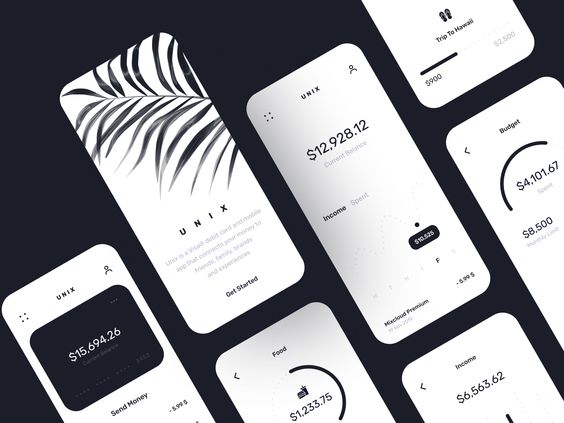 Trip To Hawaii
$900
$2,500
UNIX
$12,928.12
Current Balance
Income Spent
$10.525
M T W T F S
Mixcloud Premium
- 5.99 $
Budget
$4,101.67
Spent
$8.500
Monthly Limit
UNIX
Unix is a Visa® debit card and mobile
app that connects your money to
friends, family, brands
and experiences
Get Started
UNIX
$15,694.26
Current Balance
3462
Send Money
- 5.99 $
Food
$1.233.75
Income
$6,563.62